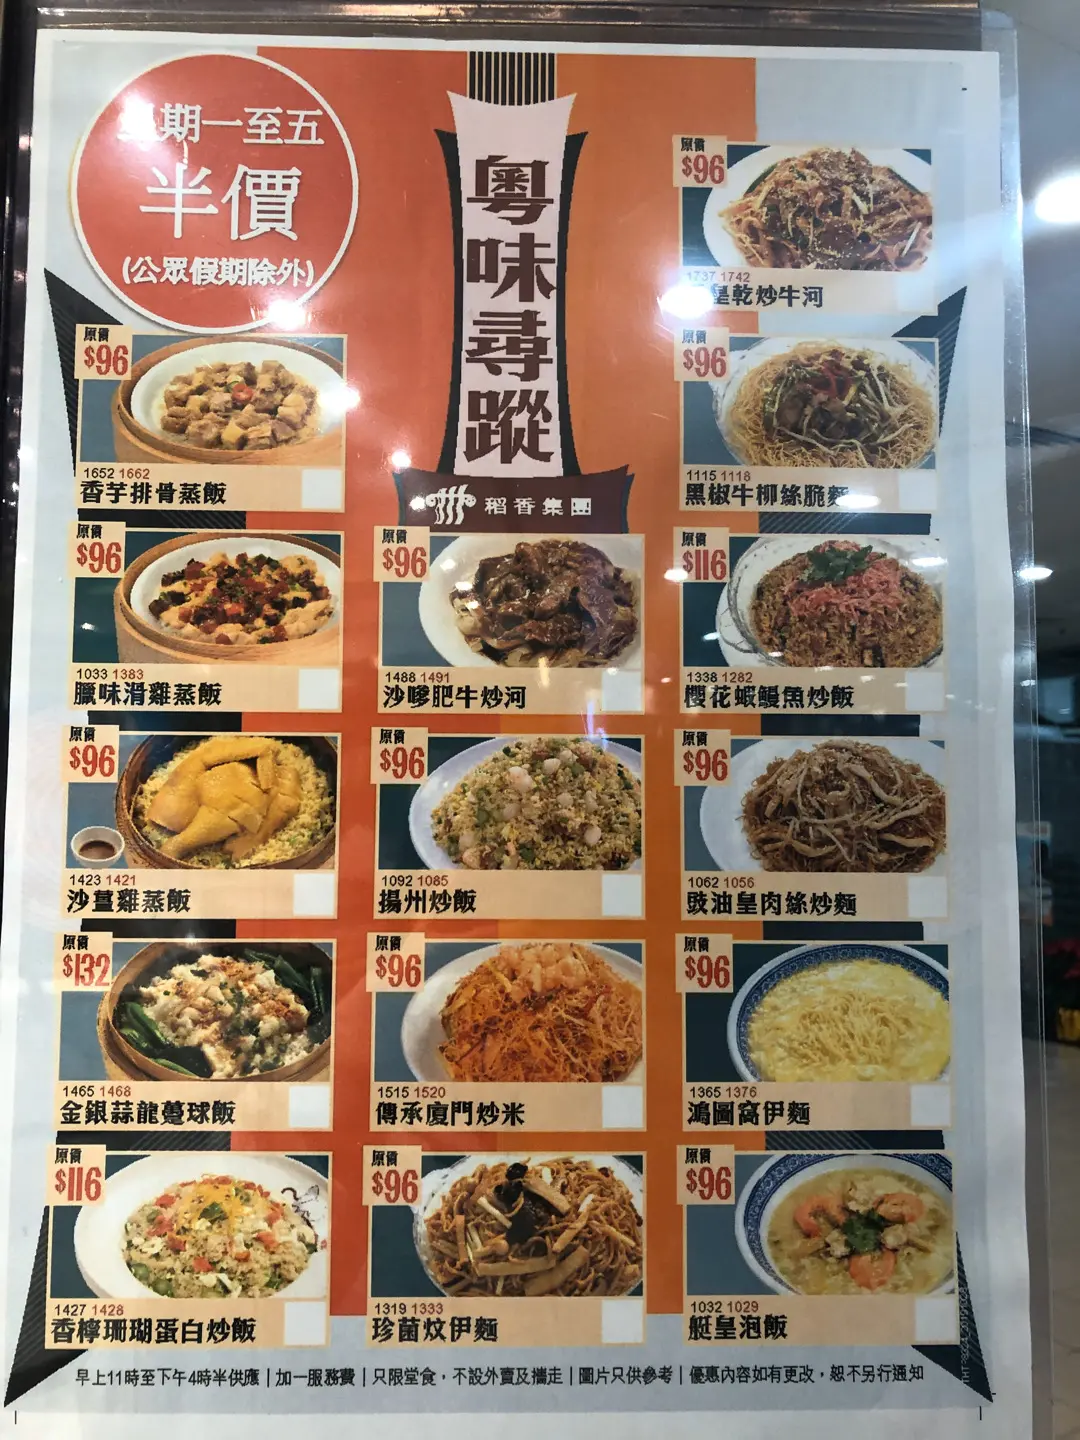 期一至五
半價
(公眾假期除外)
粵味尋蹤
稻香集團
原價
$96
1652 1662
香芋排骨蒸飯
原價
$96
1033 1383
臘味滑雞蒸飯
原價
$96
1423 1421
沙薑雞蒸飯
原價
$132
1465 1468
金銀蒜龍躉球飯
原價
$116
1427 1428
香檸珊瑚蛋白炒飯
原價
$96
1488 1491
沙嗲肥牛炒河
原價
$96
1092 1085
揚州炒飯
原價
$96
1515 1520
傳承廈門炒米
原價
$96
1319 1333
珍菌炆伊麵
原價
$96
1737 1742
皇乾炒牛河
原價
$96
1115 1118
黑椒牛柳絲脆麵
原價
$116
1338 1282
櫻花蝦鰻魚炒飯
原價
$96
1062 1056
豉油皇肉絲炒麵
原價
$96
1365 1376
鴻圖窩伊麵
原價
$96
1032 1029
艇皇泡飯
早上11時至下午4時半供應 | 加一服務費 | 只限堂食，不設外賣及攜走 | 圖片只供參考 | 優惠內容如有更改，恕不另行通知